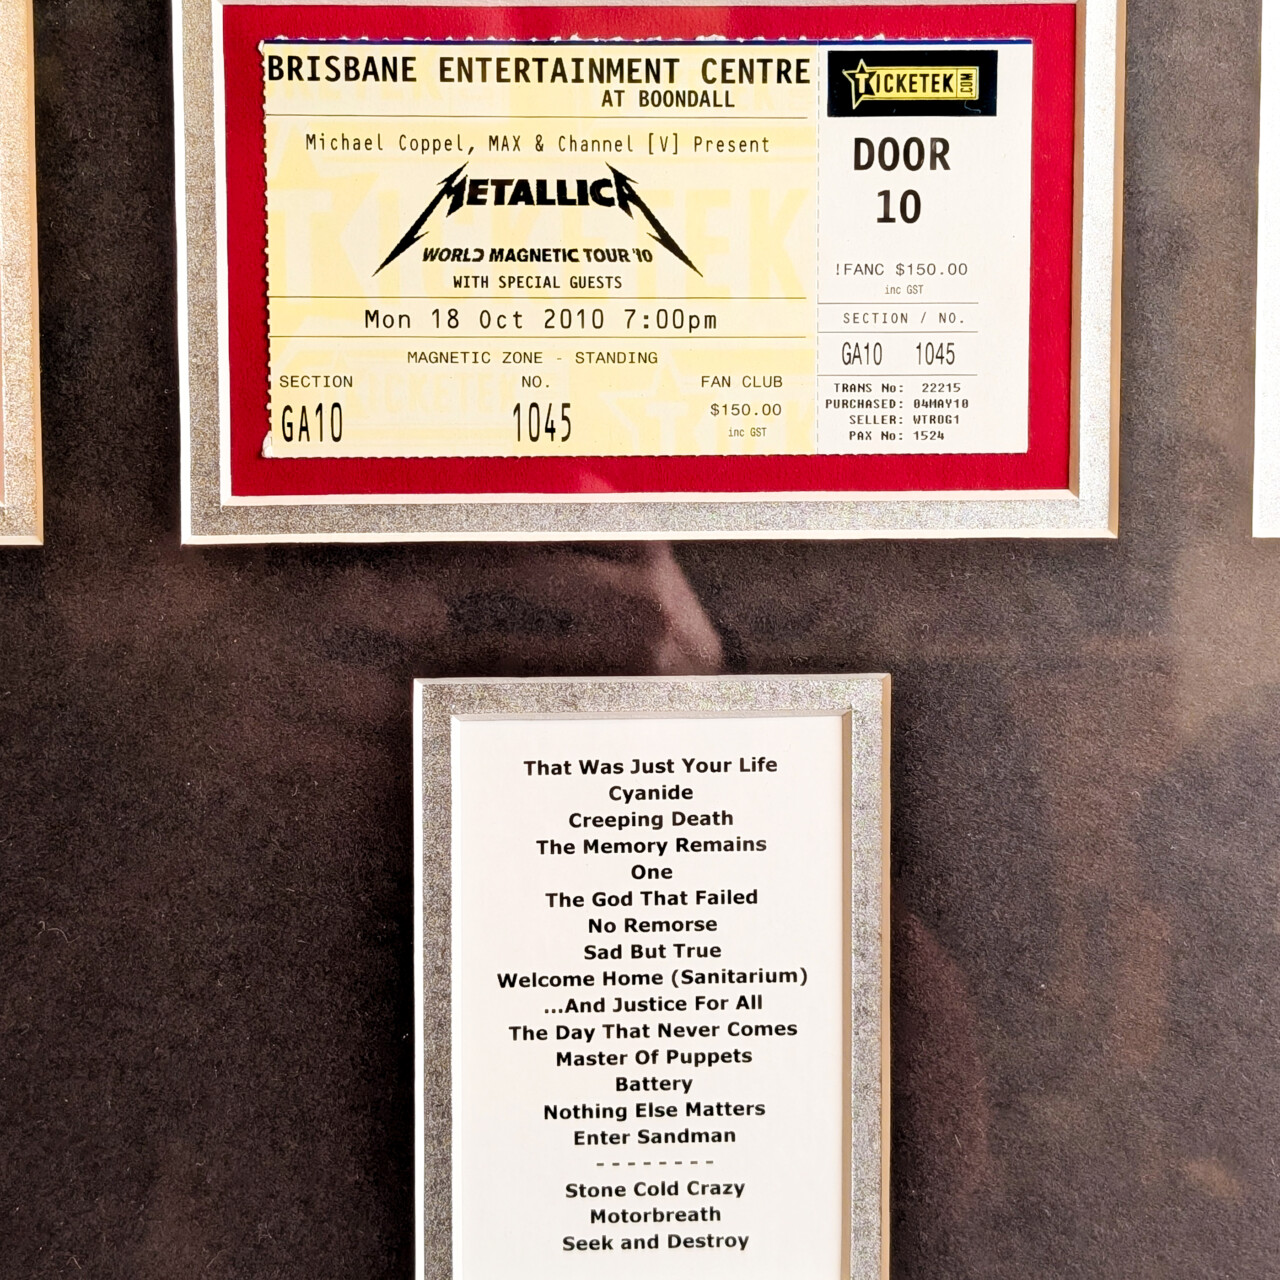 BRISBANE ENTERTAINMENT CENTRE
AT BOONDALL
Michael Coppel, MAX & Channel [V] Present
METALLICA
WORLD MAGNETIC TOUR '10
WITH SPECIAL GUESTS
Mon 18 Oct 2010 7:00pm
MAGNETIC ZONE - STANDING
SECTION NO. FAN CLUB
GA10 1045 $150.00
inc GST
TICKETEK.COM
DOOR
10
!FANC $150.00
inc GST
SECTION / NO.
GA10 1045
TRANS No: 22215
PURCHASED: 04MAY10
SELLER: WTROG1
PAX No: 1524
That Was Just Your Life
Cyanide
Creeping Death
The Memory Remains
One
The God That Failed
No Remorse
Sad But True
Welcome Home (Sanitarium)
...And Justice For All
The Day That Never Comes
Master Of Puppets
Battery
Nothing Else Matters
Enter Sandman
- - - - - - - -
Stone Cold Crazy
Motorbreath
Seek and Destroy